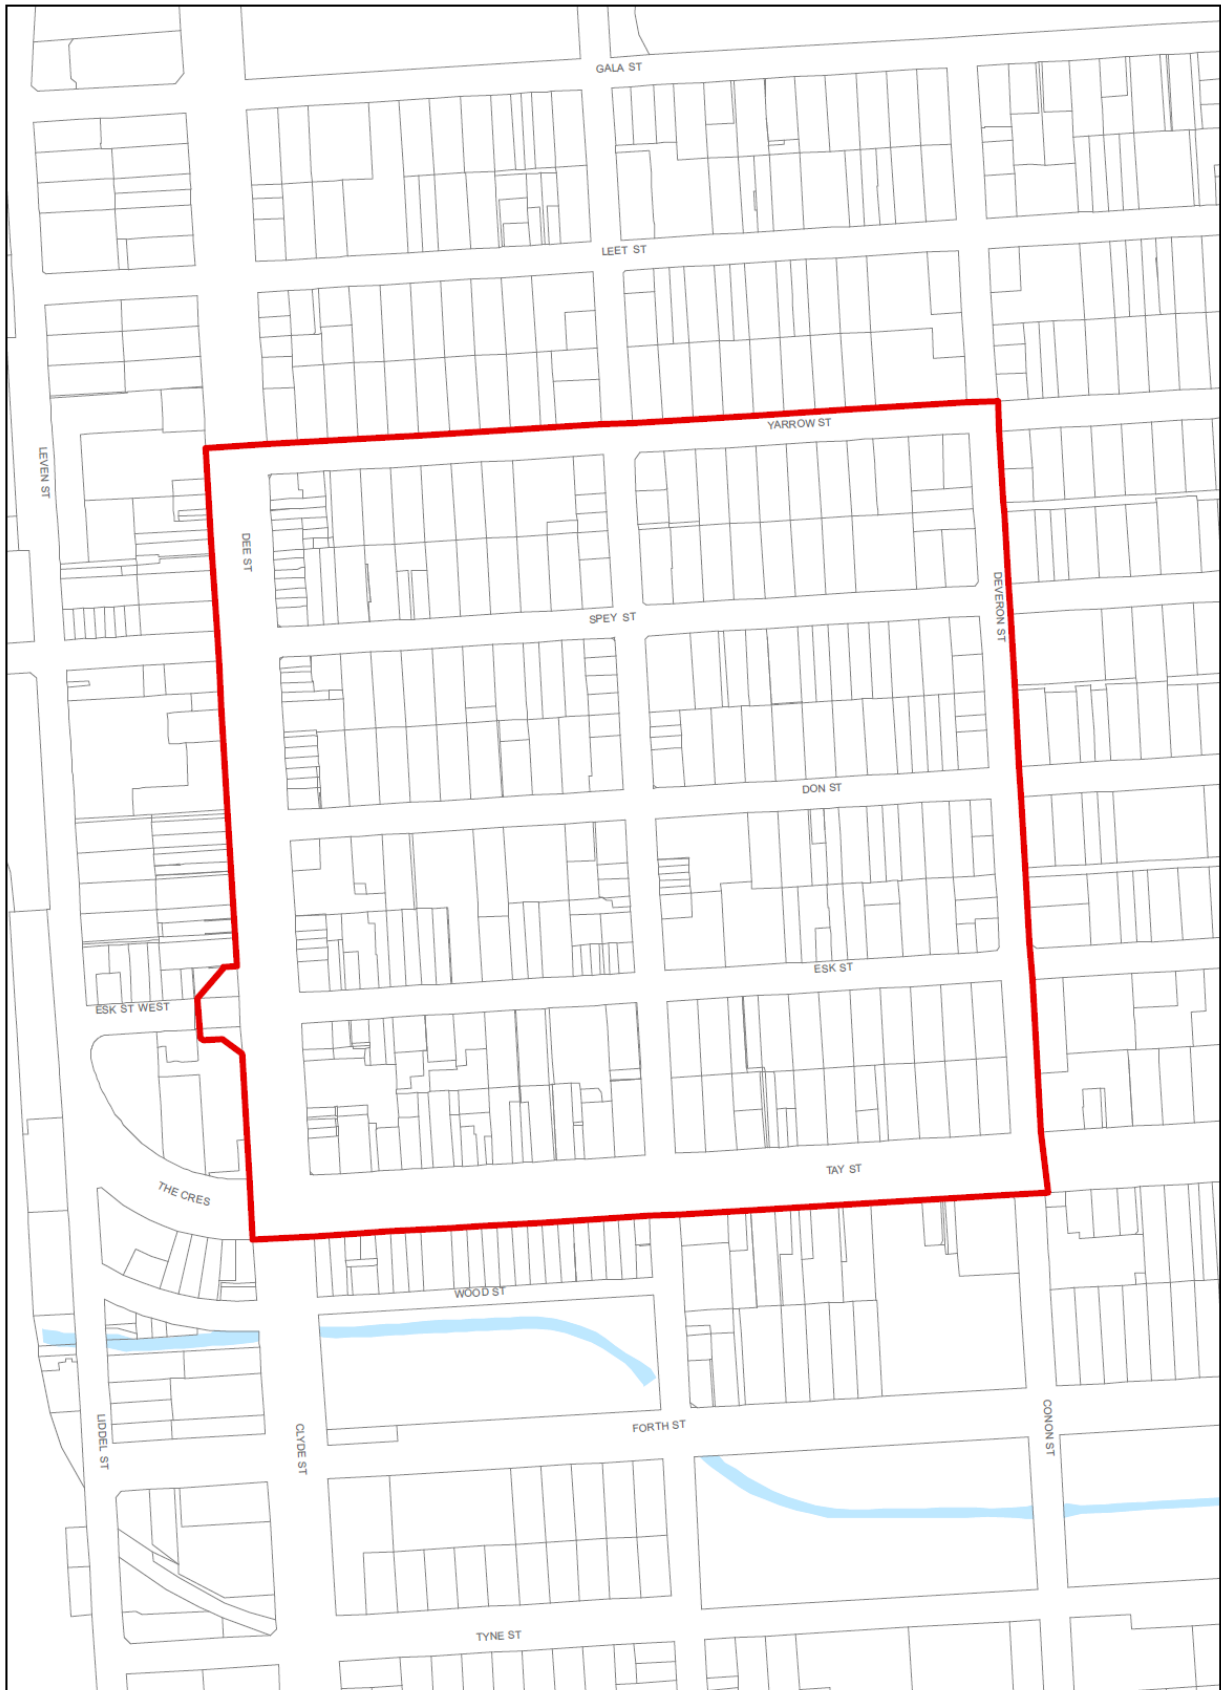 GALA ST
LEET ST
YARROW ST
LEVEN ST
DEE ST
DEVERON ST
SPEY ST
DON ST
ESK ST
ESK ST WEST
TAY ST
THE CRES
WOOD ST
FORTH ST
LIDDEL ST
CLYDE ST
CONON ST
TYNE ST